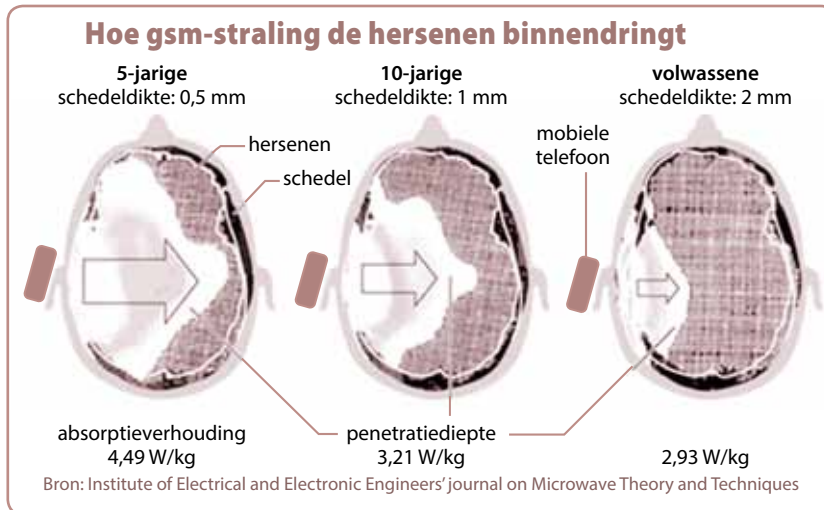 Hoe gsm-straling de hersenen binnendringt
5-jarige
schedeldikte: 0,5 mm
10-jarige
schedeldikte: 1 mm
volwassene
schedeldikte: 2 mm
hersenen
schedel
mobiele
telefoon
absorptieverhouding
4,49 W/kg
penetratiediepte
3,21 W/kg
2,93 W/kg
Bron: Institute of Electrical and Electronic Engineers’ journal on Microwave Theory and Techniques